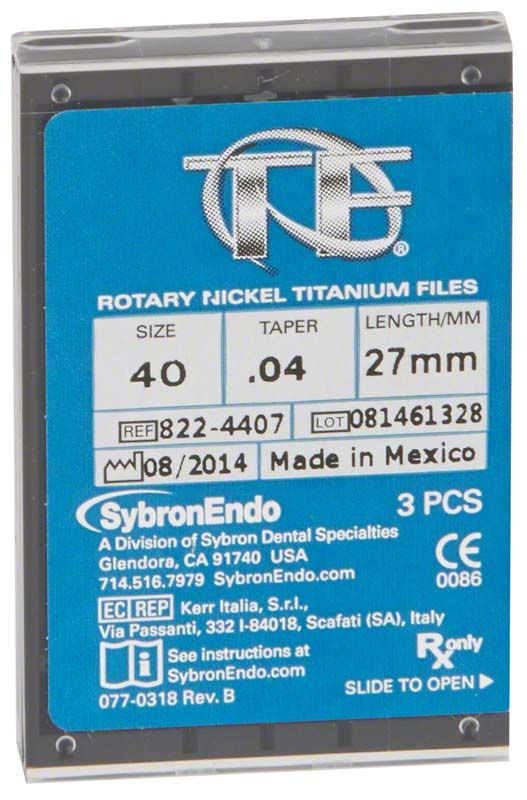 TF®
ROTARY NICKEL TITANIUM FILES
SIZE TAPER LENGTH/MM
40 .04 27mm
REF 822-4407 LOT 081461328
08/2014 Made in Mexico
SybronEndo 3 PCS
A Division of Sybron Dental Specialties
Glendora, CA 91740 USA
714.516.7979 SybronEndo.com
CE
0086
EC REP Kerr Italia, S.r.l.,
Via Passanti, 332 I-84018, Scafati (SA), Italy
i See instructions at
SybronEndo.com
Rx only
077-0318 Rev. B
SLIDE TO OPEN